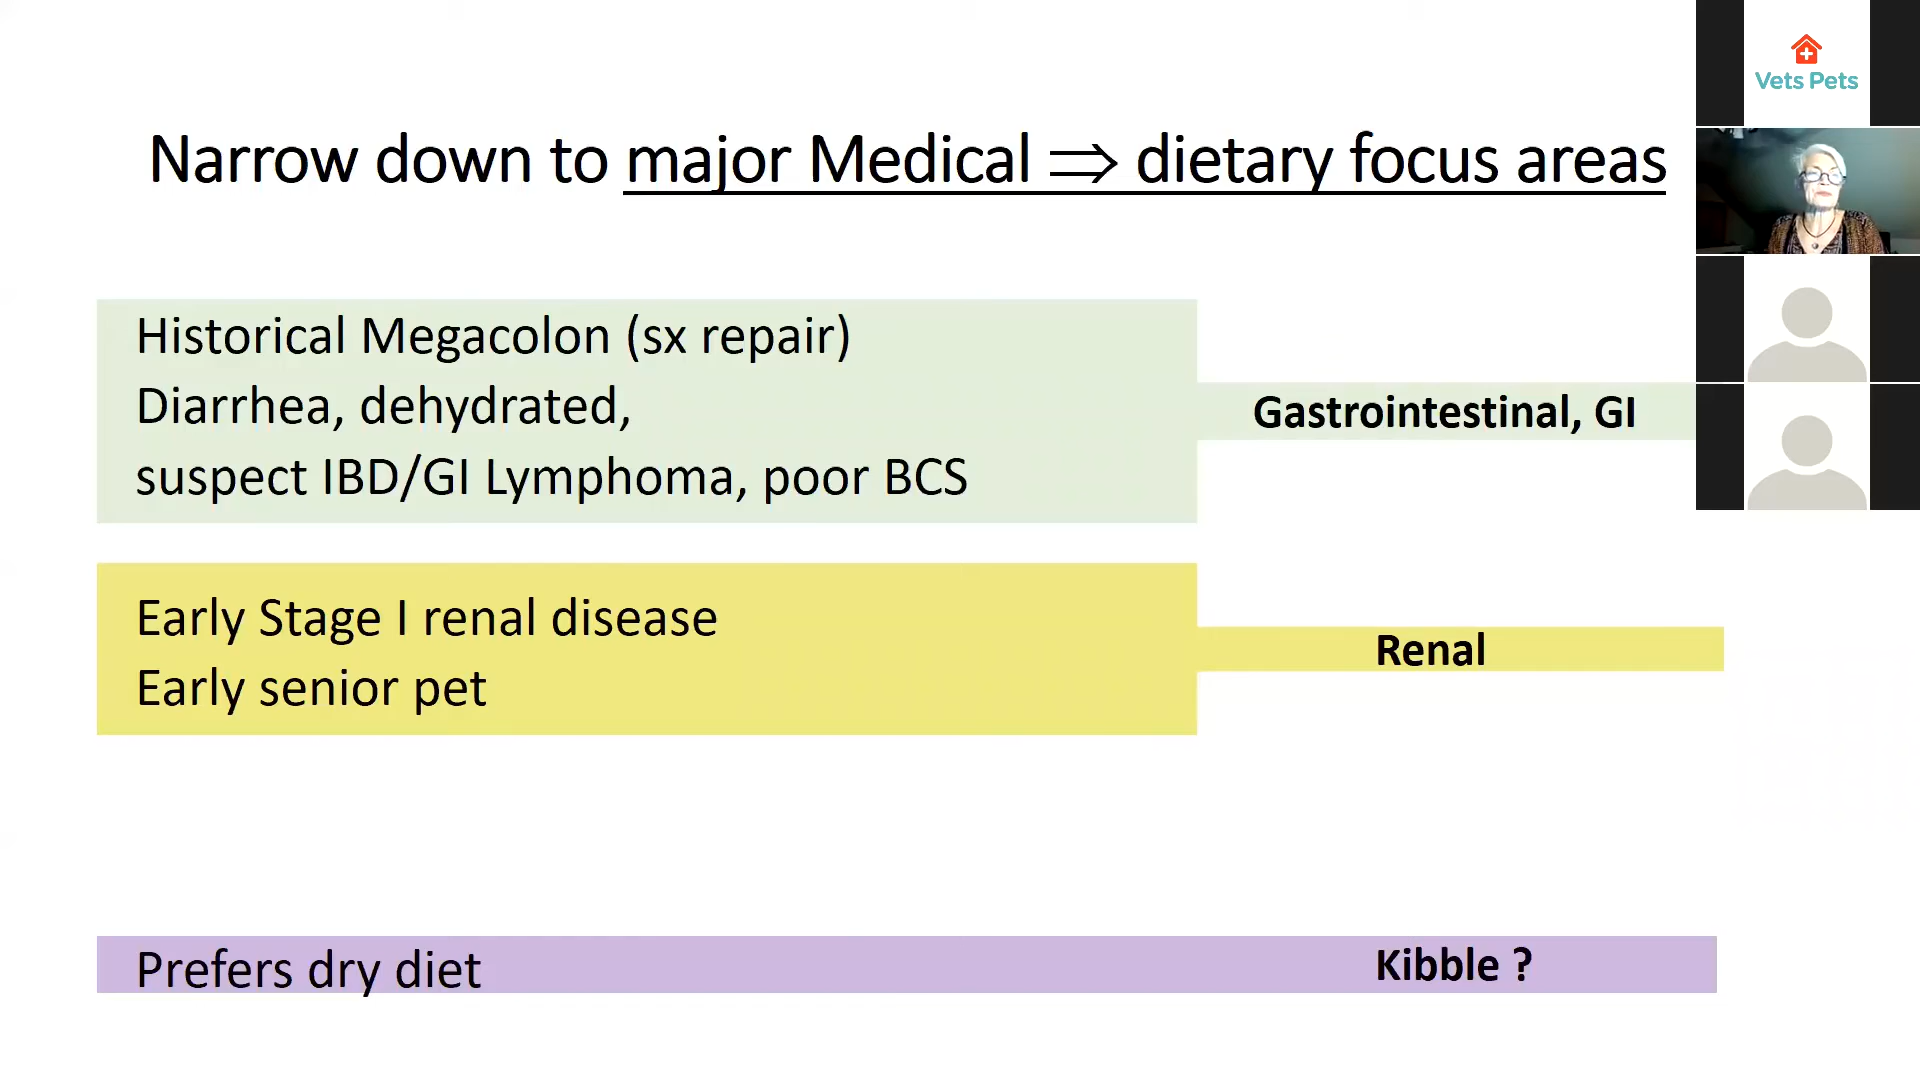 Vets Pets
Narrow down to major Medical ⇒ dietary focus areas
Historical Megacolon (sx repair)
Diarrhea, dehydrated,
suspect IBD/GI Lymphoma, poor BCS
Gastrointestinal, GI
Early Stage I renal disease
Early senior pet
Renal
Prefers dry diet
Kibble ?